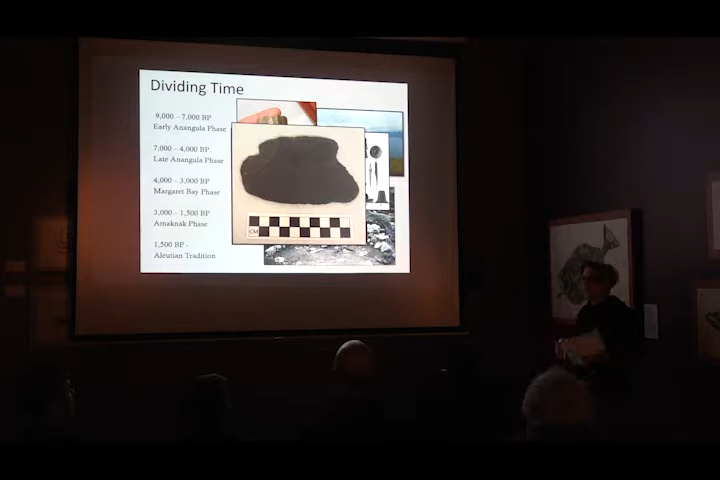 Dividing Time
9,000 – 7,000 BP
Early Anangula Phase
7,000 – 4,000 BP
Late Anangula Phase
4,000 – 3,000 BP
Margaret Bay Phase
3,000 – 1,500 BP
Amaknak Phase
1,500 BP -
Aleutian Tradition
CM